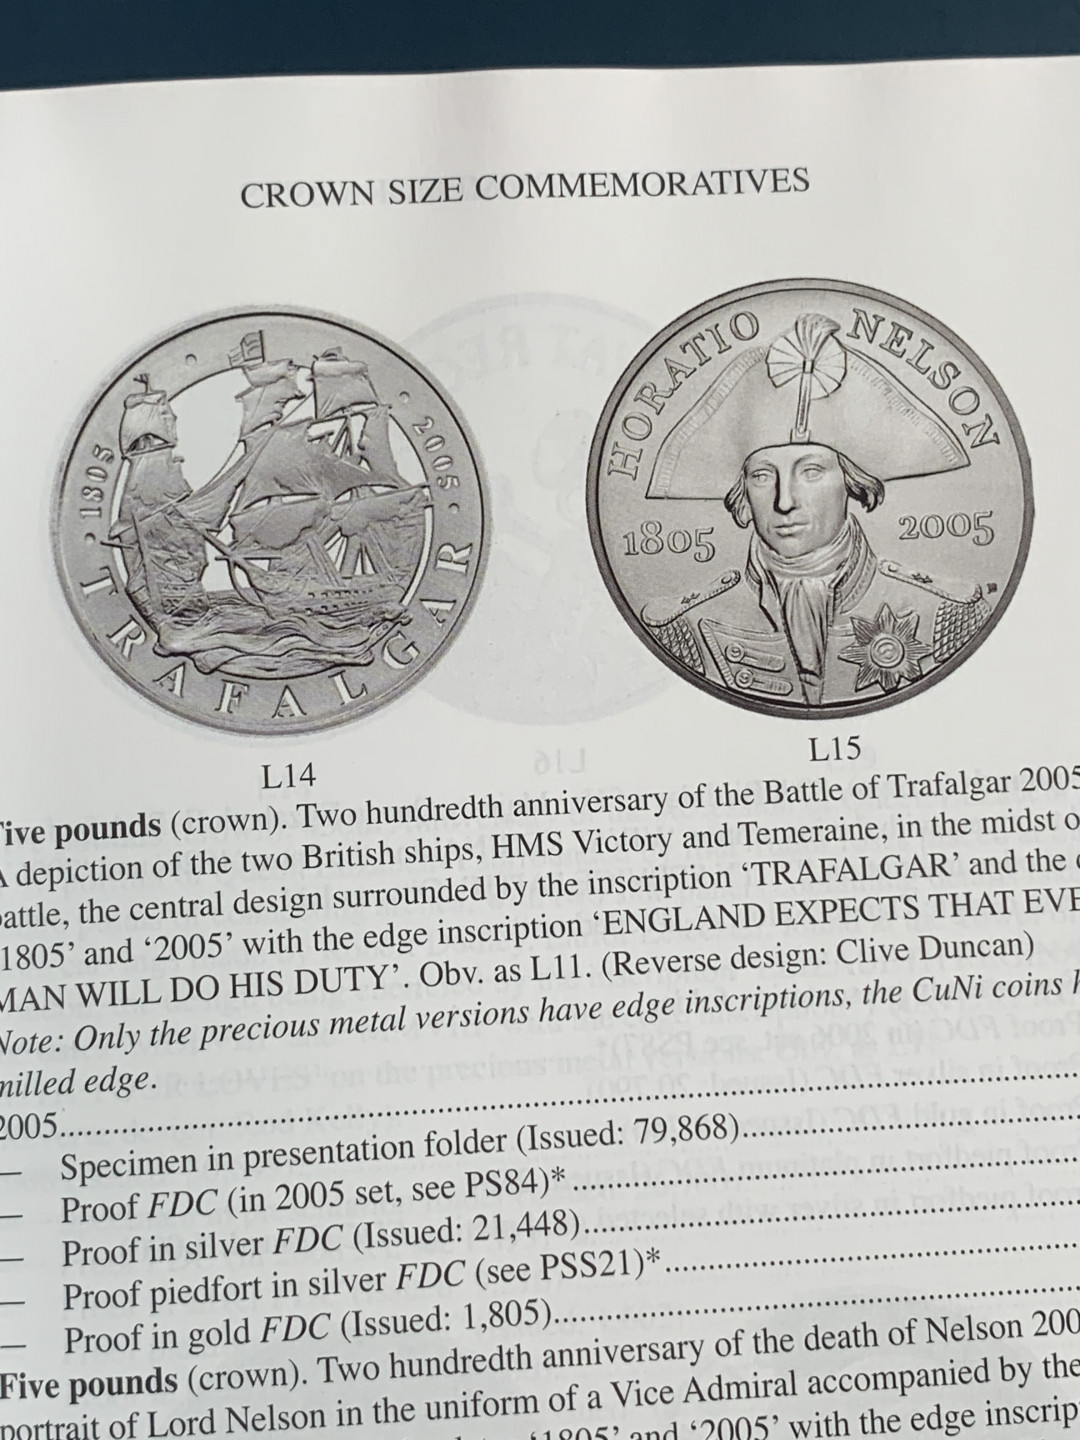 CROWN SIZE COMMEMORATIVES
1805 2005
TRAFALGAR
HORATIO NELSON
1805 2005
L14 L15
L16
pounds (crown). Two hundredth anniversary of the Battle of Trafalgar 2005
A depiction of the two British ships, HMS Victory and Temeraine, in the midst
the central design surrounded by the inscription ‘TRAFALGAR’ and the
1805’ and ‘2005’ with the edge inscription ‘ENGLAND EXPECTS THAT EVE
MAN WILL DO HIS DUTY’. Obv. as L11. (Reverse design: Clive Duncan)
Note: Only the precious metal versions have edge inscriptions, the CuNi coins
edge.
2005
— Specimen in presentation folder (Issued: 79,868)
— Proof FDC (in 2005 set, see PS84)*
— Proof in silver FDC (Issued: 21,448)
— Proof piedfort in silver FDC (see PSS21)*
— Proof in gold FDC (Issued: 1,805)
Five pounds (crown). Two hundredth anniversary of the death of Nelson 200
portrait of Lord Nelson in the uniform of a Vice Admiral accompanied by the
‘1805’ and ‘2005’ with the edge inscrip